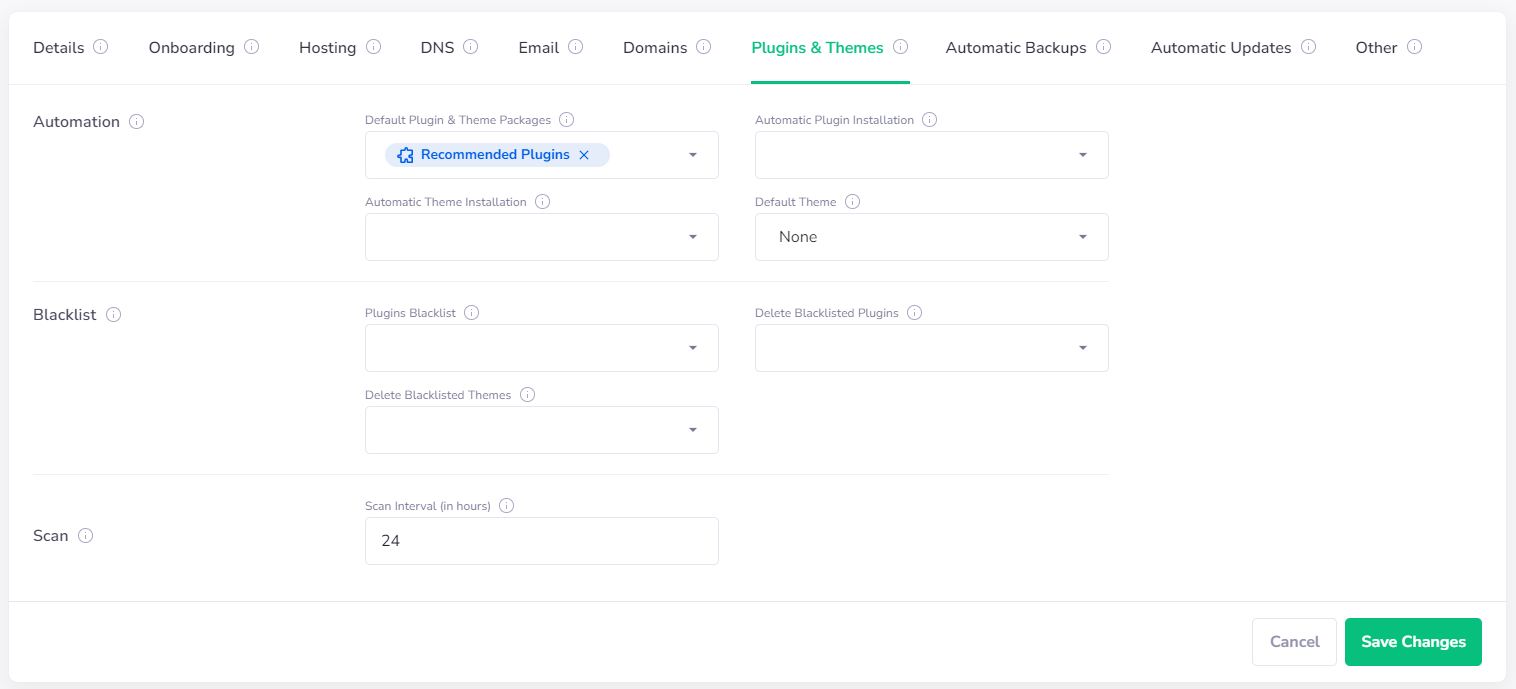 Details Onboarding Hosting DNS Email Domains Plugins & Themes Automatic Backups Automatic Updates Other
Automation
Default Plugin & Theme Packages
Recommended Plugins
Automatic Plugin Installation
Automatic Theme Installation
Default Theme
None
Blacklist
Plugins Blacklist
Delete Blacklisted Plugins
Delete Blacklisted Themes
Scan
Scan Interval (in hours)
24
Cancel
Save Changes